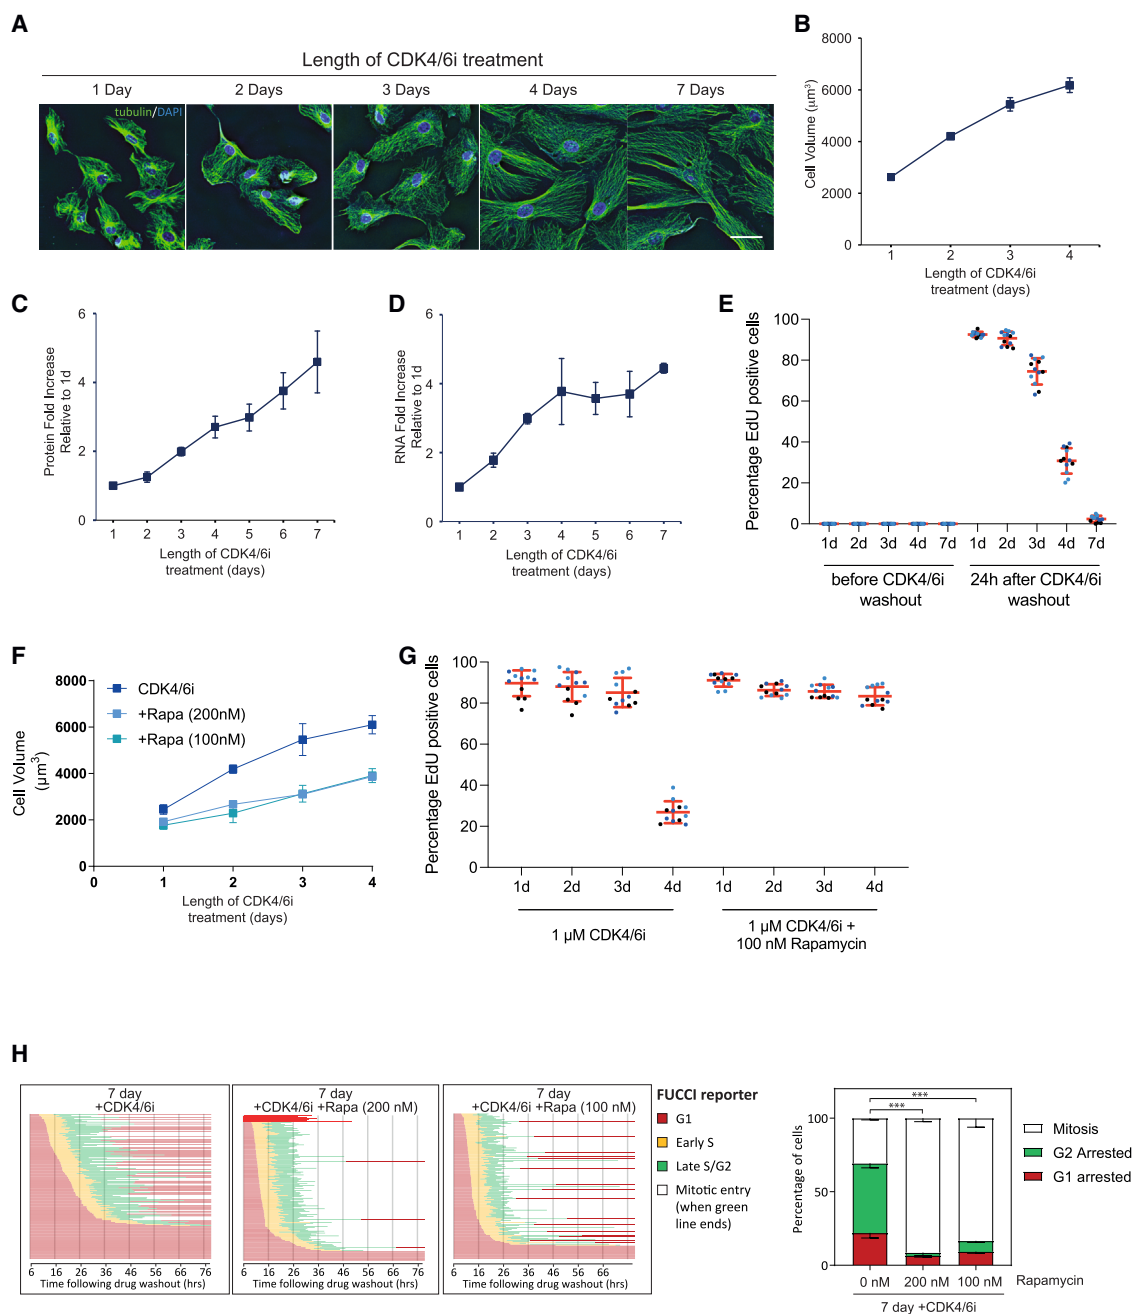 A
Length of CDK4/6i treatment
1 Day
2 Days
3 Days
4 Days
7 Days
tubulin/DAPI
B
8000
6000
4000
2000
0
Cell Volume (µm³)
1
2
3
4
Length of CDK4/6i
treatment (days)
C
6
4
2
0
Protein Fold Increase
Relative to 1d
1
2
3
4
5
6
7
Length of CDK4/6i
treatment (days)
D
6
4
2
0
RNA Fold Increase
Relative to 1d
1
2
3
4
5
6
7
Length of CDK4/6i
treatment (days)
E
100
80
60
40
20
0
Percentage EdU positive cells
1d
2d
3d
4d
7d
1d
2d
3d
4d
7d
before CDK4/6i
washout
24h after CDK4/6i
washout
F
8000
6000
4000
2000
0
Cell Volume
(µm³)
CDK4/6i
+Rapa (200nM)
+Rapa (100nM)
0
1
2
3
4
Length of CDK4/6i
treatment (days)
G
100
80
60
40
20
0
Percentage EdU positive cells
1d
2d
3d
4d
1d
2d
3d
4d
1 µM CDK4/6i
1 µM CDK4/6i +
100 nM Rapamycin
H
7 day
+CDK4/6i
6 16 26 36 46 56 66 76
Time following drug washout (hrs)
7 day
+CDK4/6i +Rapa (200 nM)
6 16 26 36 46 56 66 76
Time following drug washout (hrs)
7 day
+CDK4/6i +Rapa (100 nM)
6 16 26 36 46 56 66
Time following drug washout (hrs)
FUCCI reporter
G1
Early S
Late S/G2
Mitotic entry
(when green
line ends)
100
50
0
Percentage of cells
***
***
Mitosis
G2 Arrested
G1 arrested
0 nM
200 nM
100 nM
Rapamycin
7 day +CDK4/6i